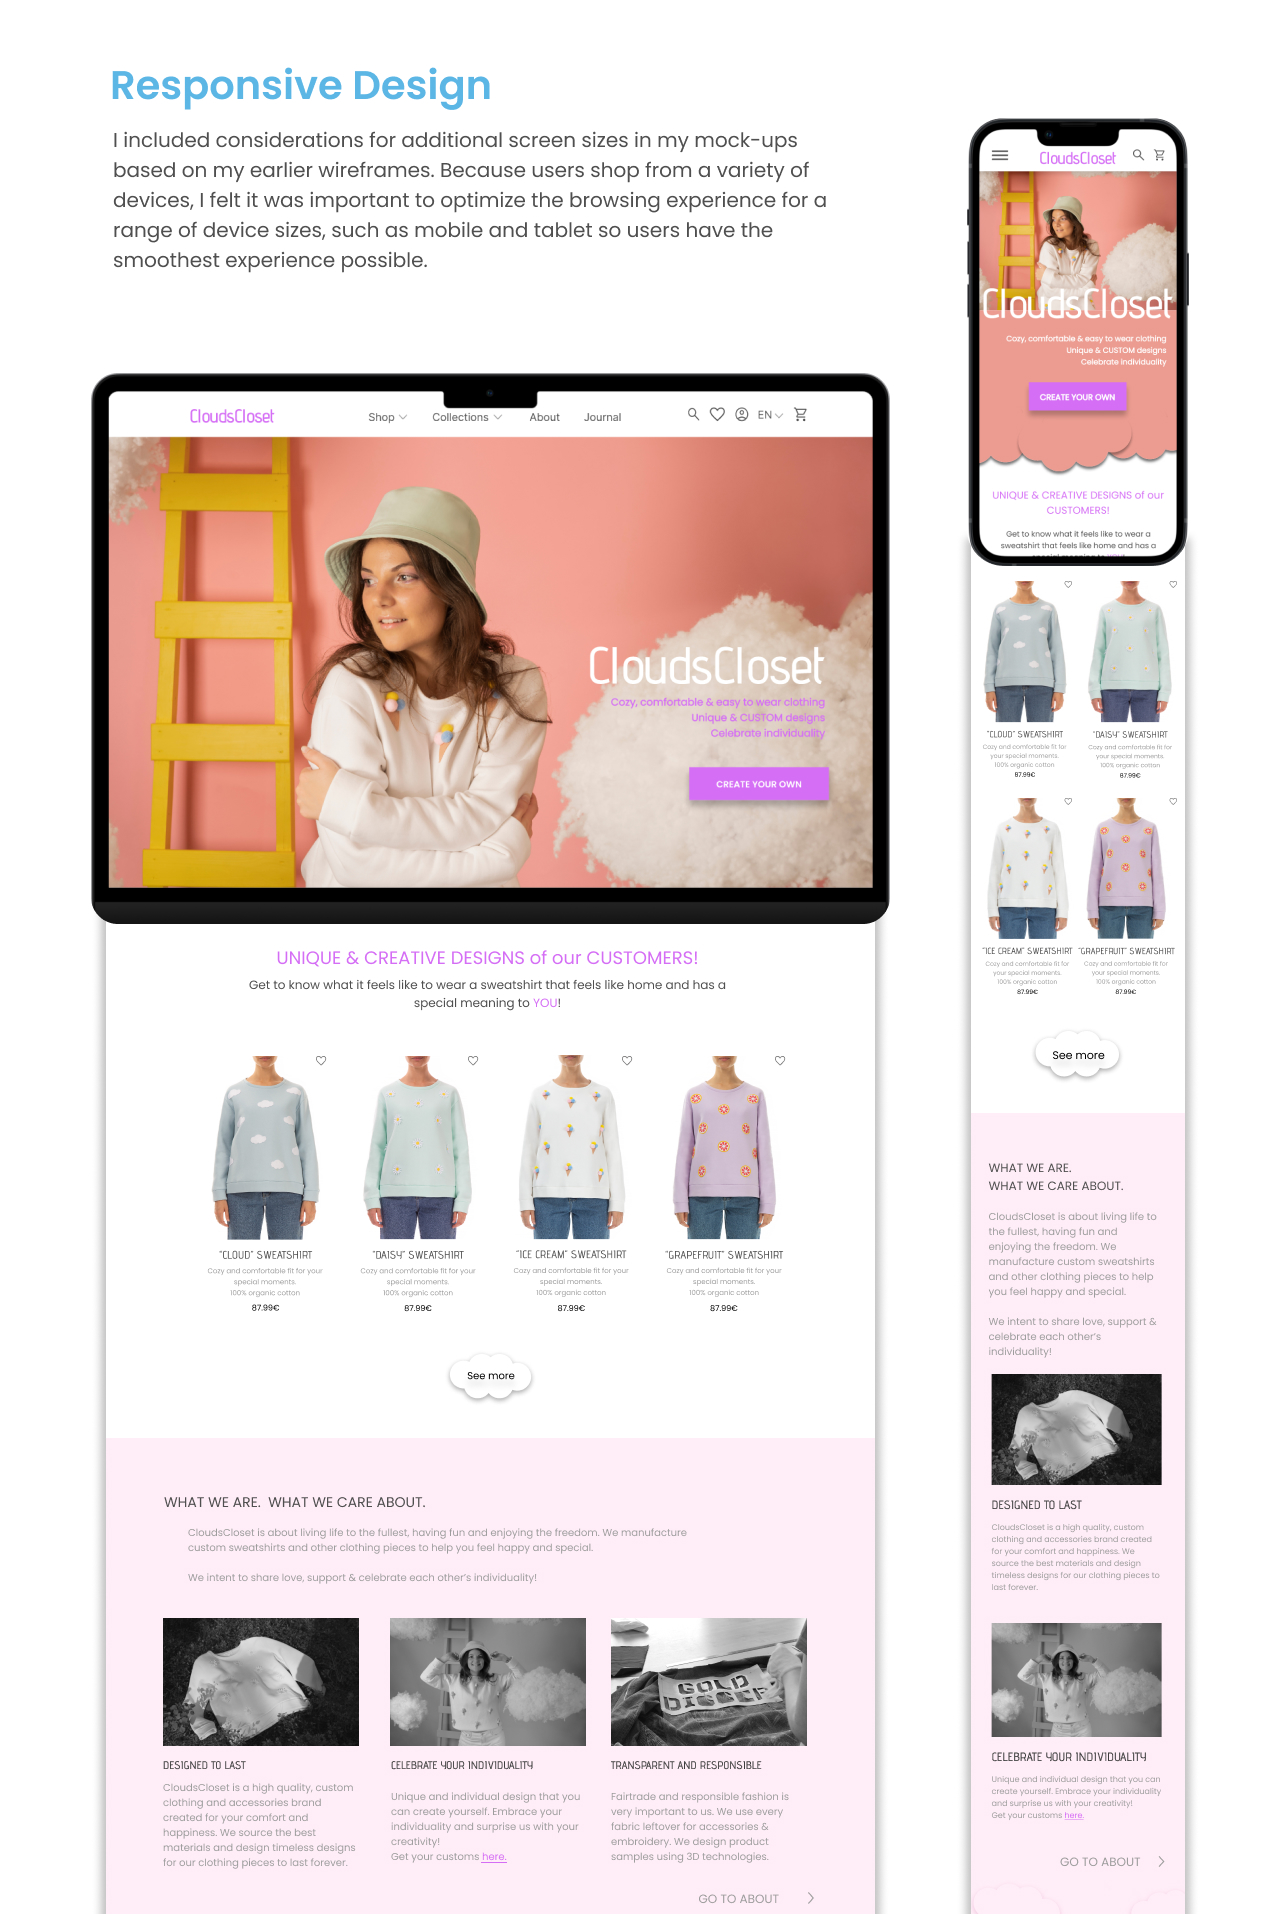 Responsive Design
I included considerations for additional screen sizes in my mock-ups
based on my earlier wireframes. Because users shop from a variety of
devices, I felt it was important to optimize the browsing experience for a
range of device sizes, such as mobile and tablet so users have the
smoothest experience possible.
CloudsCloset
Shop
Collections
About
Journal
EN
CloudsCloset
Cozy, comfortable & easy to wear clothing
Unique & CUSTOM designs
Celebrate individuality
CREATE YOUR OWN
UNIQUE & CREATIVE DESIGNS of our CUSTOMERS!
Get to know what it feels like to wear a sweatshirt that feels like home and has a
special meaning to YOU!
"CLOUD" SWEATSHIRT
Cozy and comfortable fit for your
special moments.
100% organic cotton
87.99€
"DAISY" SWEATSHIRT
Cozy and comfortable fit for your
special moments.
100% organic cotton
87.99€
"ICE CREAM" SWEATSHIRT
Cozy and comfortable fit for your
special moments.
100% organic cotton
87.99€
"GRAPEFRUIT" SWEATSHIRT
Cozy and comfortable fit for your
special moments.
100% organic cotton
87.99€
See more
WHAT WE ARE. WHAT WE CARE ABOUT.
CloudsCloset is about living life to the fullest, having fun and enjoying the freedom. We manufacture
custom sweatshirts and other clothing pieces to help you feel happy and special.
We intent to share love, support & celebrate each other's individuality!
GOLD
DIGGER
DESIGNED TO LAST
CloudsCloset is a high quality, custom
clothing and accessories brand
created for your comfort and
happiness. We source the best
materials and design timeless designs
for our clothing pieces to last forever.
CELEBRATE YOUR INDIVIDUALITY
Unique and individual design that you
can create yourself. Embrace your
individuality and surprise us with your
creativity!
Get your customs here.
TRANSPARENT AND RESPONSIBLE
Fairtrade and responsible fashion is
very important to us. We use every
fabric leftover for accessories &
embroidery. We design product
samples using 3D technologies.
GO TO ABOUT
CloudsCloset
CloudsCloset
Cozy, comfortable & easy to wear clothing
Unique & CUSTOM designs
Celebrate individuality
CREATE YOUR OWN
UNIQUE & CREATIVE DESIGNS of our
CUSTOMERS!
Get to know what it feels like to wear a
sweatshirt that feels like home and has a
special meaning to YOU!
"CLOUD" SWEATSHIRT
Cozy and comfortable fit for
your special moments.
100% organic cotton
87.99€
"DAISY" SWEATSHIRT
Cozy and comfortable fit for
your special moments.
100% organic cotton
87.99€
"ICE CREAM" SWEATSHIRT
Cozy and comfortable fit for
your special moments.
100% organic cotton
87.99€
"GRAPEFRUIT" SWEATSHIRT
Cozy and comfortable fit for
your special moments.
100% organic cotton
87.99€
See more
WHAT WE ARE.
WHAT WE CARE ABOUT.
CloudsCloset is about living life to
the fullest, having fun and
enjoying the freedom. We
manufacture custom sweatshirts
and other clothing pieces to help
you feel happy and special.
We intent to share love, support &
celebrate each other's
individuality!
DESIGNED TO LAST
CloudsCloset is a high quality, custom
clothing and accessories brand created
for your comfort and happiness. We
source the best materials and design
timeless designs for our clothing pieces to
last forever.
CELEBRATE YOUR INDIVIDUALITY
Unique and individual design that you can
create yourself. Embrace your individuality
and surprise us with your creativity!
Get your customs here.
GO TO ABOUT